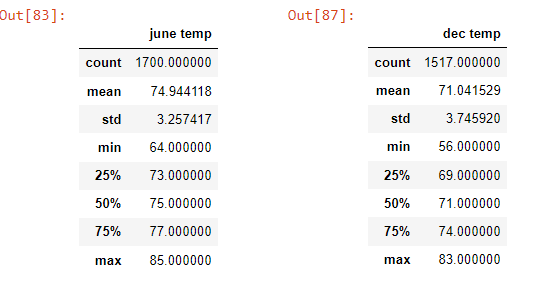 Out[83]:
june temp
count 1700.000000
mean 74.944118
std 3.257417
min 64.000000
25% 73.000000
50% 75.000000
75% 77.000000
max 85.000000
Out[87]:
dec temp
count 1517.000000
mean 71.041529
std 3.745920
min 56.000000
25% 69.000000
50% 71.000000
75% 74.000000
max 83.000000